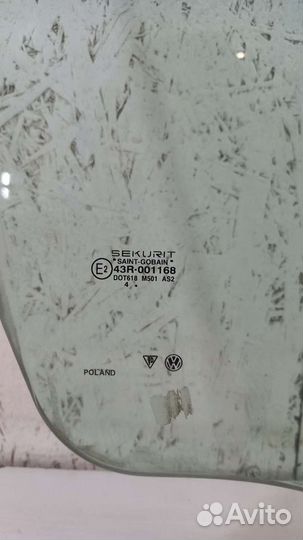 SEKURIT
"SAINT-GOBAIN"
E2 43R-001168
DOT618 M501 AS2
4 ..
POLAND
Avito